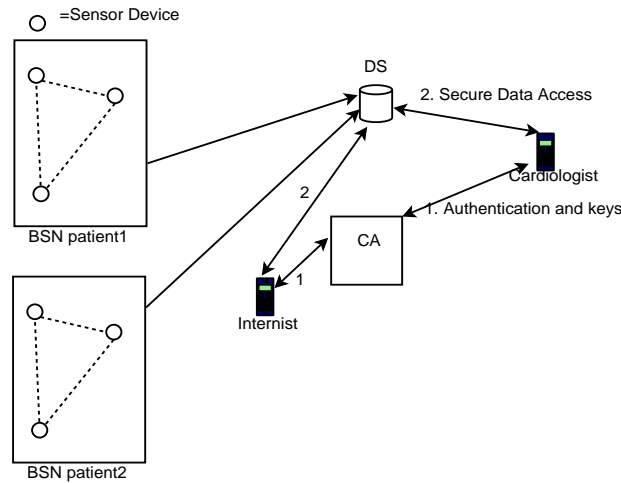 =Sensor Device
DS
2. Secure Data Access
Cardiologist
1. Authentication and keys
2
CA
BSN patient1
1
Internist
BSN patient2